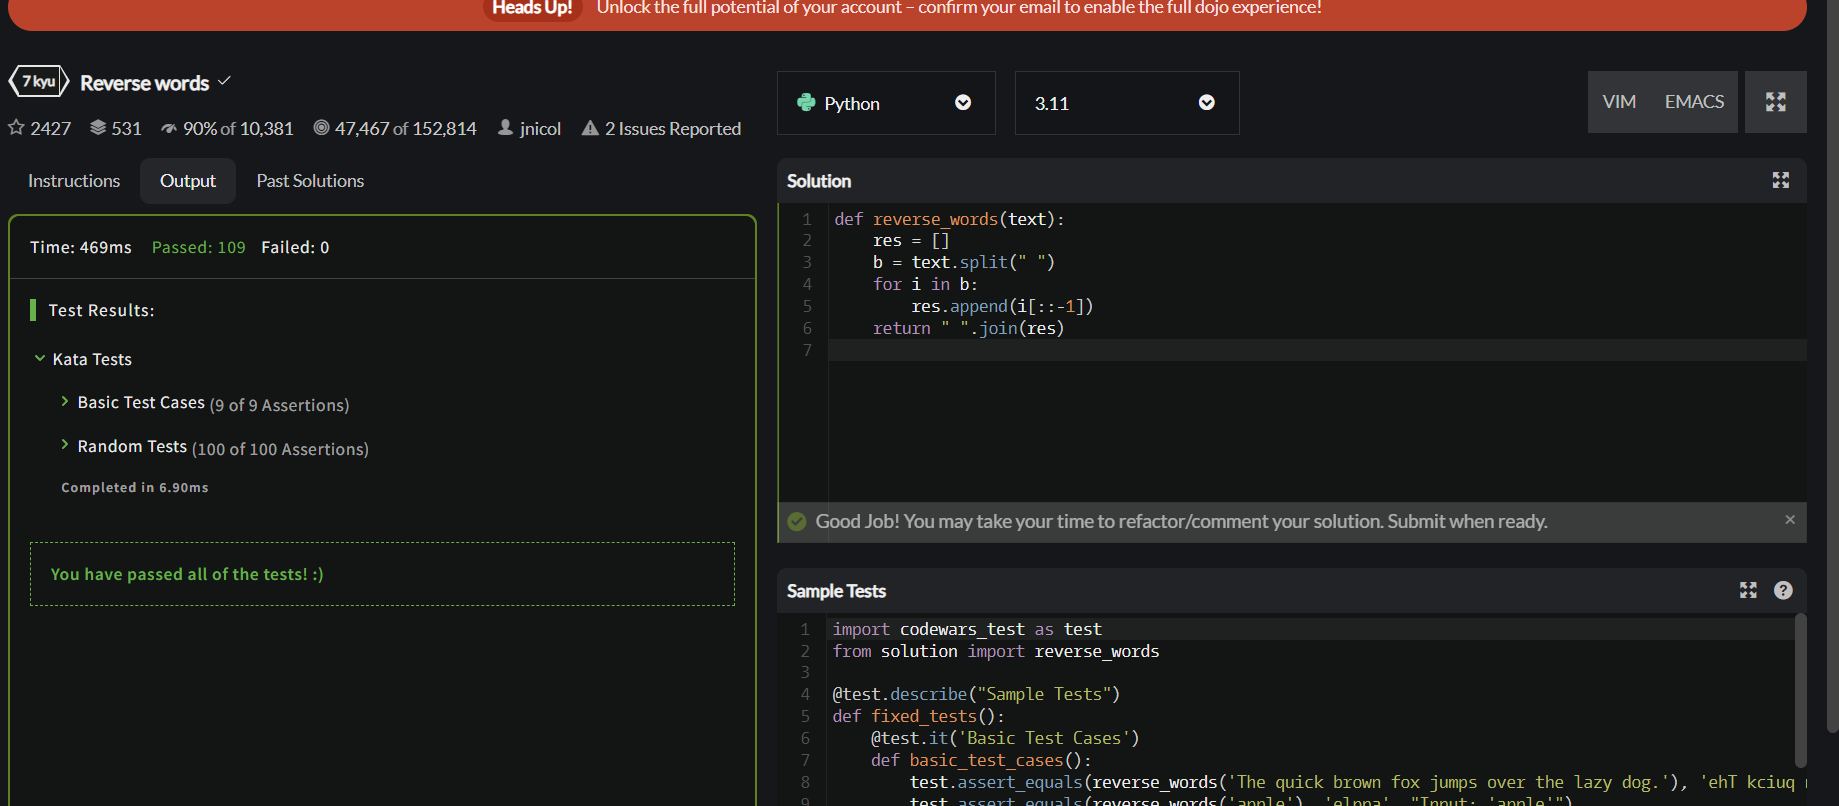 Heads Up! Unlock the full potential of your account – confirm your email to enable the full dojo experience!
7 kyu Reverse words
2427 531 90% of 10,381 47,467 of 152,814 jnicol 2 Issues Reported
Instructions Output Past Solutions
Time: 469ms Passed: 109 Failed: 0
Test Results:
Kata Tests
Basic Test Cases (9 of 9 Assertions)
Random Tests (100 of 100 Assertions)
Completed in 6.90ms
You have passed all of the tests! :)
Python 3.11 VIM EMACS
Solution
1 def reverse_words(text):
2     res = []
3     b = text.split(" ")
4     for i in b:
5         res.append(i[::-1])
6     return " ".join(res)
7
Good Job! You may take your time to refactor/comment your solution. Submit when ready. ×
Sample Tests ?
1 import codewars_test as test
2 from solution import reverse_words
3
4 @test.describe("Sample Tests")
5 def fixed_tests():
6     @test.it('Basic Test Cases')
7     def basic_test_cases():
8         test.assert_equals(reverse_words('The quick brown fox jumps over the lazy dog.'), 'ehT kciuq
9         test.assert_equals(reverse_words('apple'), 'elppa', "Input: 'apple'")